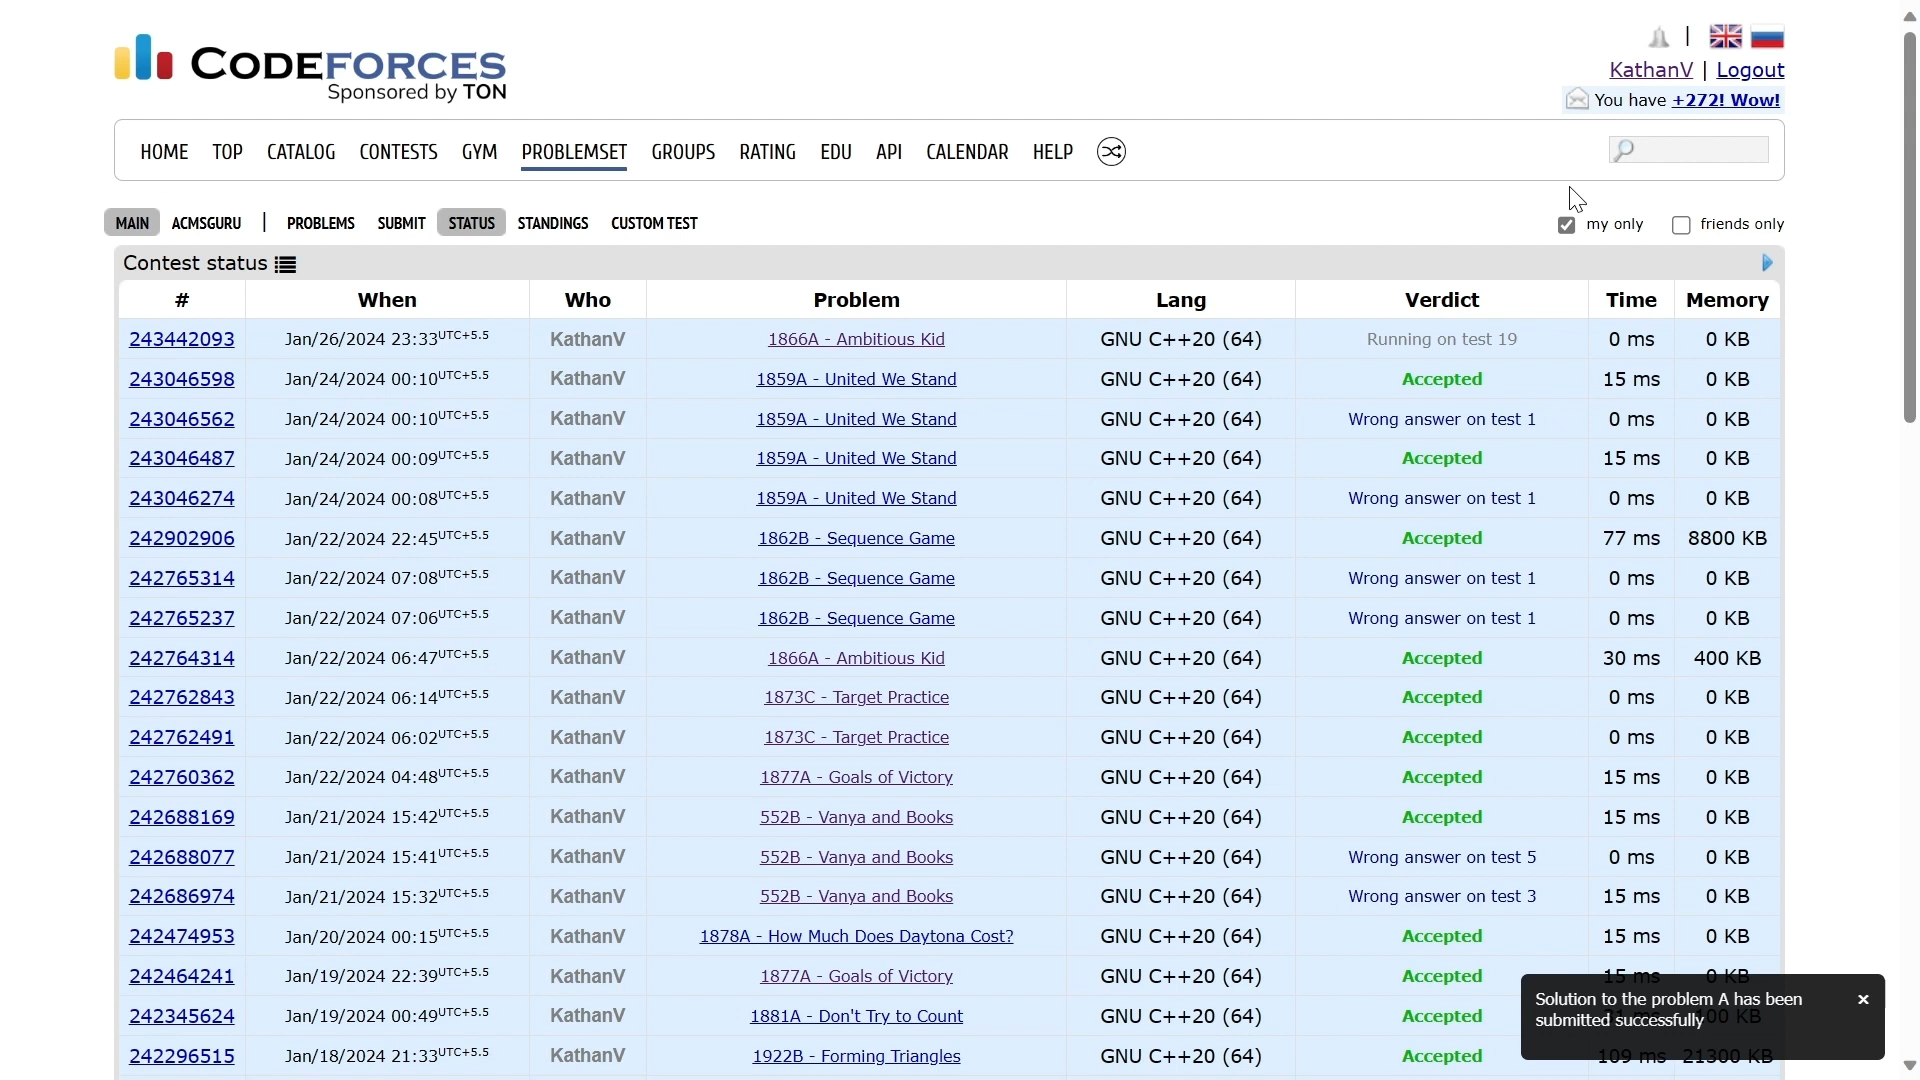 CODEFORCES
Sponsored by TON
|
KathanV | Logout
You have +272! Wow!
HOME TOP CATALOG CONTESTS GYM PROBLEMSET GROUPS RATING EDU API CALENDAR HELP
MAIN ACMSGURU | PROBLEMS SUBMIT STATUS STANDINGS CUSTOM TEST my only friends only
Contest status
# When Who Problem Lang Verdict Time Memory
243442093 Jan/26/2024 23:33UTC+5.5 KathanV 1866A - Ambitious Kid GNU C++20 (64) Running on test 19 0 ms 0 KB
243046598 Jan/24/2024 00:10UTC+5.5 KathanV 1859A - United We Stand GNU C++20 (64) Accepted 15 ms 0 KB
243046562 Jan/24/2024 00:10UTC+5.5 KathanV 1859A - United We Stand GNU C++20 (64) Wrong answer on test 1 0 ms 0 KB
243046487 Jan/24/2024 00:09UTC+5.5 KathanV 1859A - United We Stand GNU C++20 (64) Accepted 15 ms 0 KB
243046274 Jan/24/2024 00:08UTC+5.5 KathanV 1859A - United We Stand GNU C++20 (64) Wrong answer on test 1 0 ms 0 KB
242902906 Jan/22/2024 22:45UTC+5.5 KathanV 1862B - Sequence Game GNU C++20 (64) Accepted 77 ms 8800 KB
242765314 Jan/22/2024 07:08UTC+5.5 KathanV 1862B - Sequence Game GNU C++20 (64) Wrong answer on test 1 0 ms 0 KB
242765237 Jan/22/2024 07:06UTC+5.5 KathanV 1862B - Sequence Game GNU C++20 (64) Wrong answer on test 1 0 ms 0 KB
242764314 Jan/22/2024 06:47UTC+5.5 KathanV 1866A - Ambitious Kid GNU C++20 (64) Accepted 30 ms 400 KB
242762843 Jan/22/2024 06:14UTC+5.5 KathanV 1873C - Target Practice GNU C++20 (64) Accepted 0 ms 0 KB
242762491 Jan/22/2024 06:02UTC+5.5 KathanV 1873C - Target Practice GNU C++20 (64) Accepted 0 ms 0 KB
242760362 Jan/22/2024 04:48UTC+5.5 KathanV 1877A - Goals of Victory GNU C++20 (64) Accepted 15 ms 0 KB
242688169 Jan/21/2024 15:42UTC+5.5 KathanV 552B - Vanya and Books GNU C++20 (64) Accepted 15 ms 0 KB
242688077 Jan/21/2024 15:41UTC+5.5 KathanV 552B - Vanya and Books GNU C++20 (64) Wrong answer on test 5 0 ms 0 KB
242686974 Jan/21/2024 15:32UTC+5.5 KathanV 552B - Vanya and Books GNU C++20 (64) Wrong answer on test 3 15 ms 0 KB
242474953 Jan/20/2024 00:15UTC+5.5 KathanV 1878A - How Much Does Daytona Cost? GNU C++20 (64) Accepted 15 ms 0 KB
242464241 Jan/19/2024 22:39UTC+5.5 KathanV 1877A - Goals of Victory GNU C++20 (64) Accepted 15 ms 0 KB
242345624 Jan/19/2024 00:49UTC+5.5 KathanV 1881A - Don't Try to Count GNU C++20 (64) Accepted
242296515 Jan/18/2024 21:33UTC+5.5 KathanV 1922B - Forming Triangles GNU C++20 (64) Accepted 109 ms 21300 KB
Solution to the problem A has been
submitted successfully
×